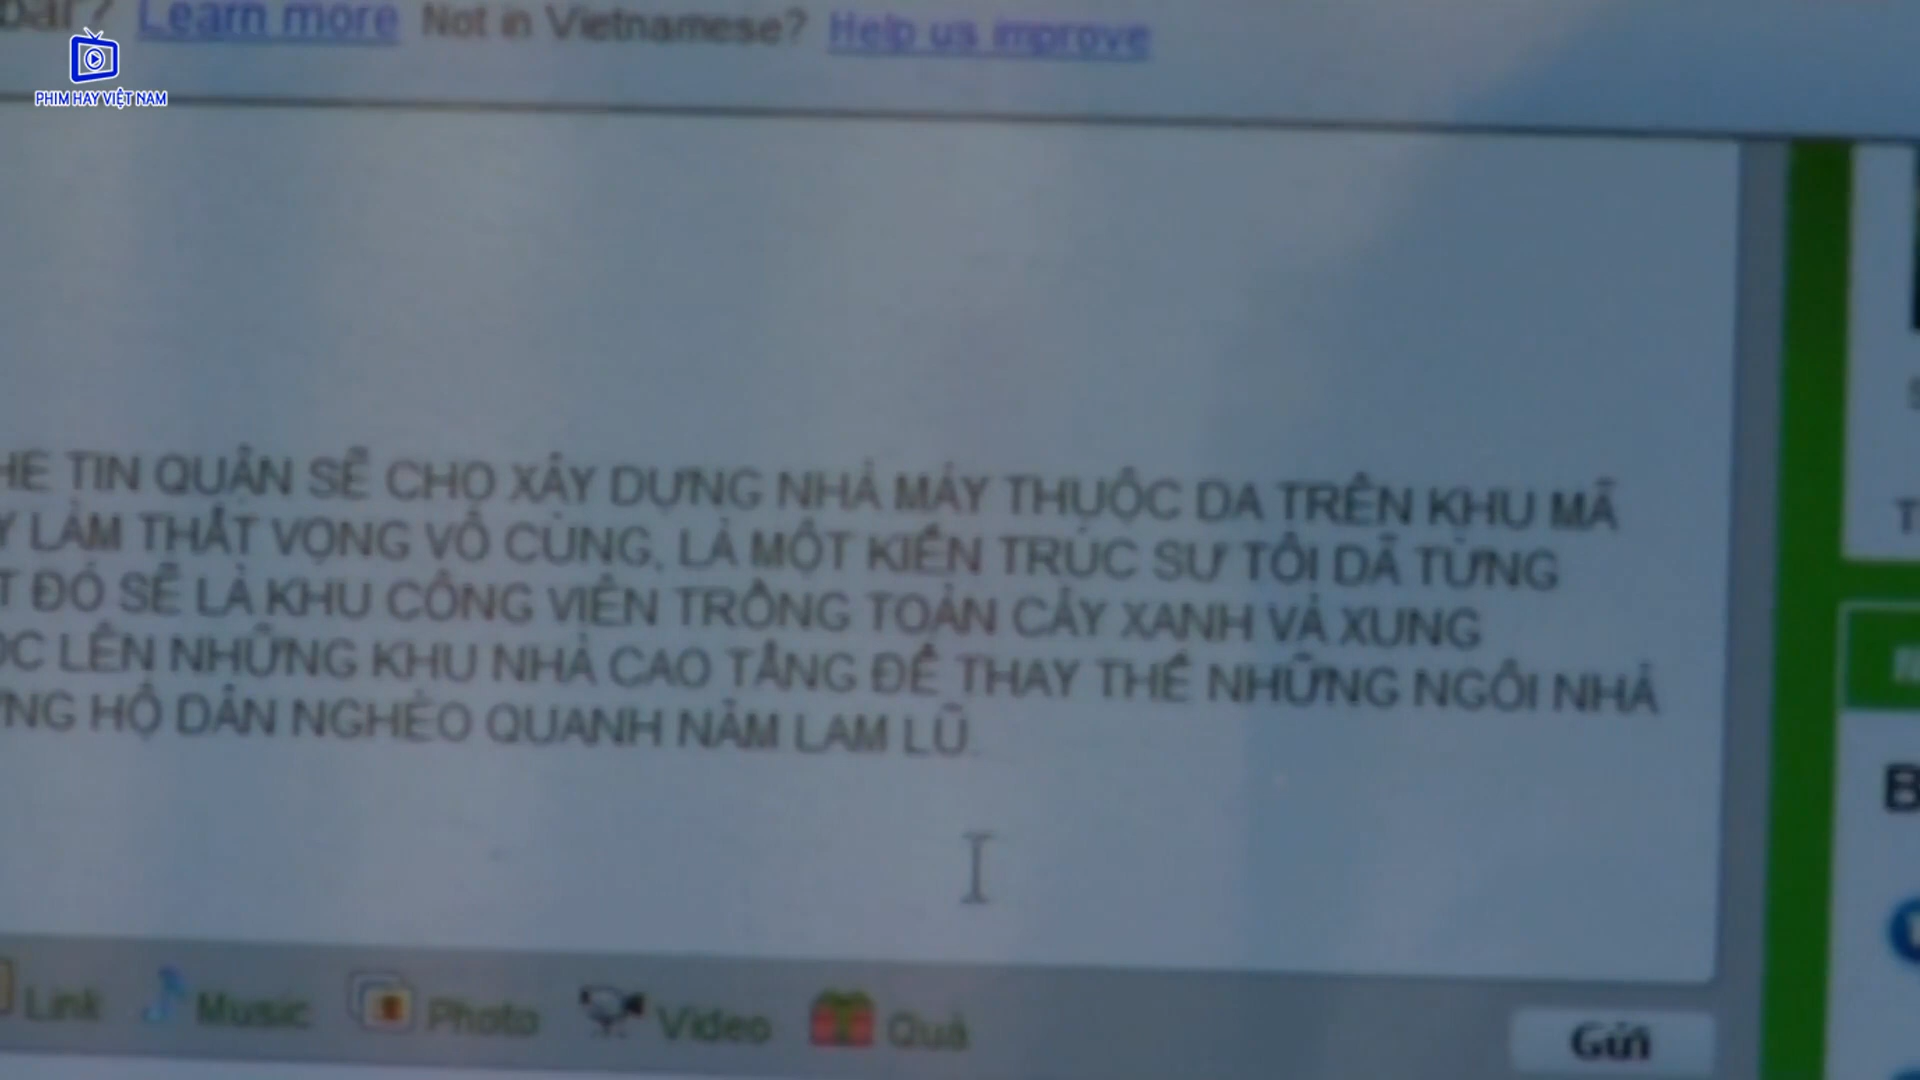 Learn more Not in Vietnamese? Help us improve
PHIM HAY VIỆT NAM
HE TIN QUẬN SẼ CHO XÂY DỰNG NHÀ MÁY THUỘC DA TRÊN KHU MÃ
Y LÀM THẤT VỌNG VÔ CÙNG, LÀ MỘT KIẾN TRÚC SƯ TÔI DÃ TỪNG
T ĐÓ SẼ LÀ KHU CÔNG VIÊN TRỒNG TOÀN CÂY XANH VÀ XUNG
ỌC LÊN NHỮNG KHU NHÀ CAO TẦNG ĐỂ THAY THẾ NHỮNG NGÔI NHÀ
ỮNG HỘ DÂN NGHÈO QUANH NĂM LAM LŨ.
Link Music Photo Video Quà
Gửi